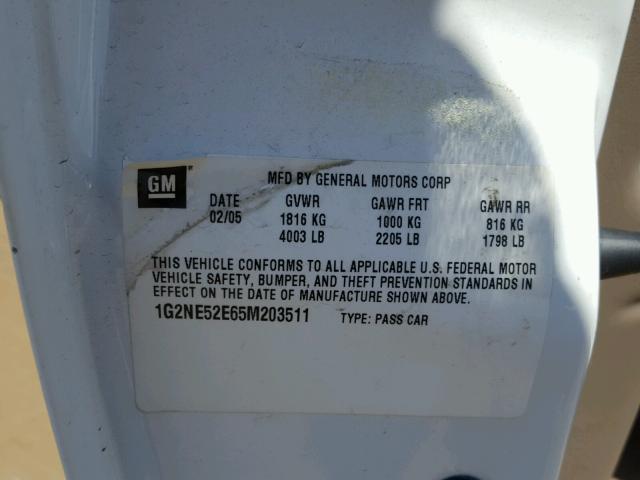 GM
MFD BY GENERAL MOTORS CORP
DATE GVWR GAWR FRT GAWR RR
02/05 1816 KG 1000 KG 816 KG
4003 LB 2205 LB 1798 LB
THIS VEHICLE CONFORMS TO ALL APPLICABLE U.S. FEDERAL MOTOR
VEHICLE SAFETY, BUMPER, AND THEFT PREVENTION STANDARDS IN
EFFECT ON THE DATE OF MANUFACTURE SHOWN ABOVE.
1G2NE52E65M203511 TYPE: PASS CAR